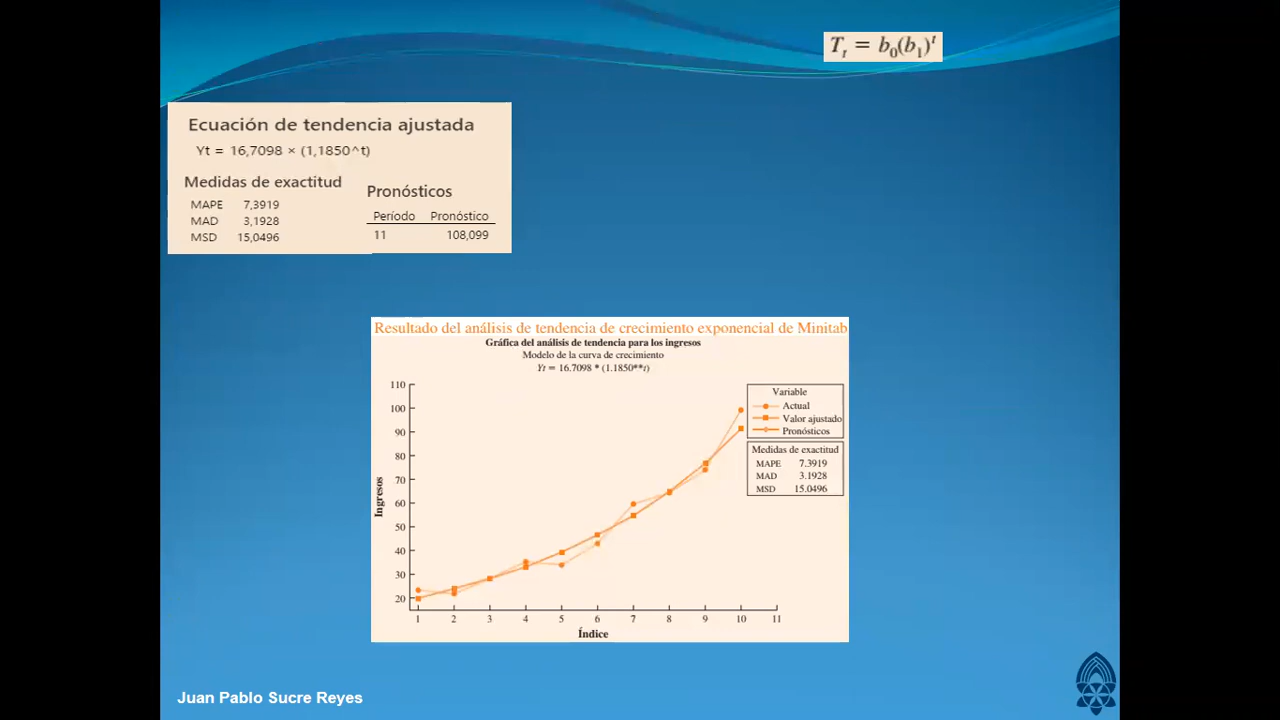 T_t = b_0(b_1)^t
Ecuación de tendencia ajustada
Yt = 16,7098 × (1,1850^t)
Medidas de exactitud
MAPE 7,3919
MAD 3,1928
MSD 15,0496
Pronósticos
Período Pronóstico
11 108,099
Resultado del análisis de tendencia de crecimiento exponencial de Minitab
Gráfica del análisis de tendencia para los ingresos
Modelo de la curva de crecimiento
Yt = 16.7098 * (1.1850**t)
110
100
90
80
70
60
50
40
30
20
Ingresos
1 2 3 4 5 6 7 8 9 10 11
Índice
Variable
Actual
Valor ajustado
Pronósticos
Medidas de exactitud
MAPE 7.3919
MAD 3.1928
MSD 15.0496
Juan Pablo Sucre Reyes